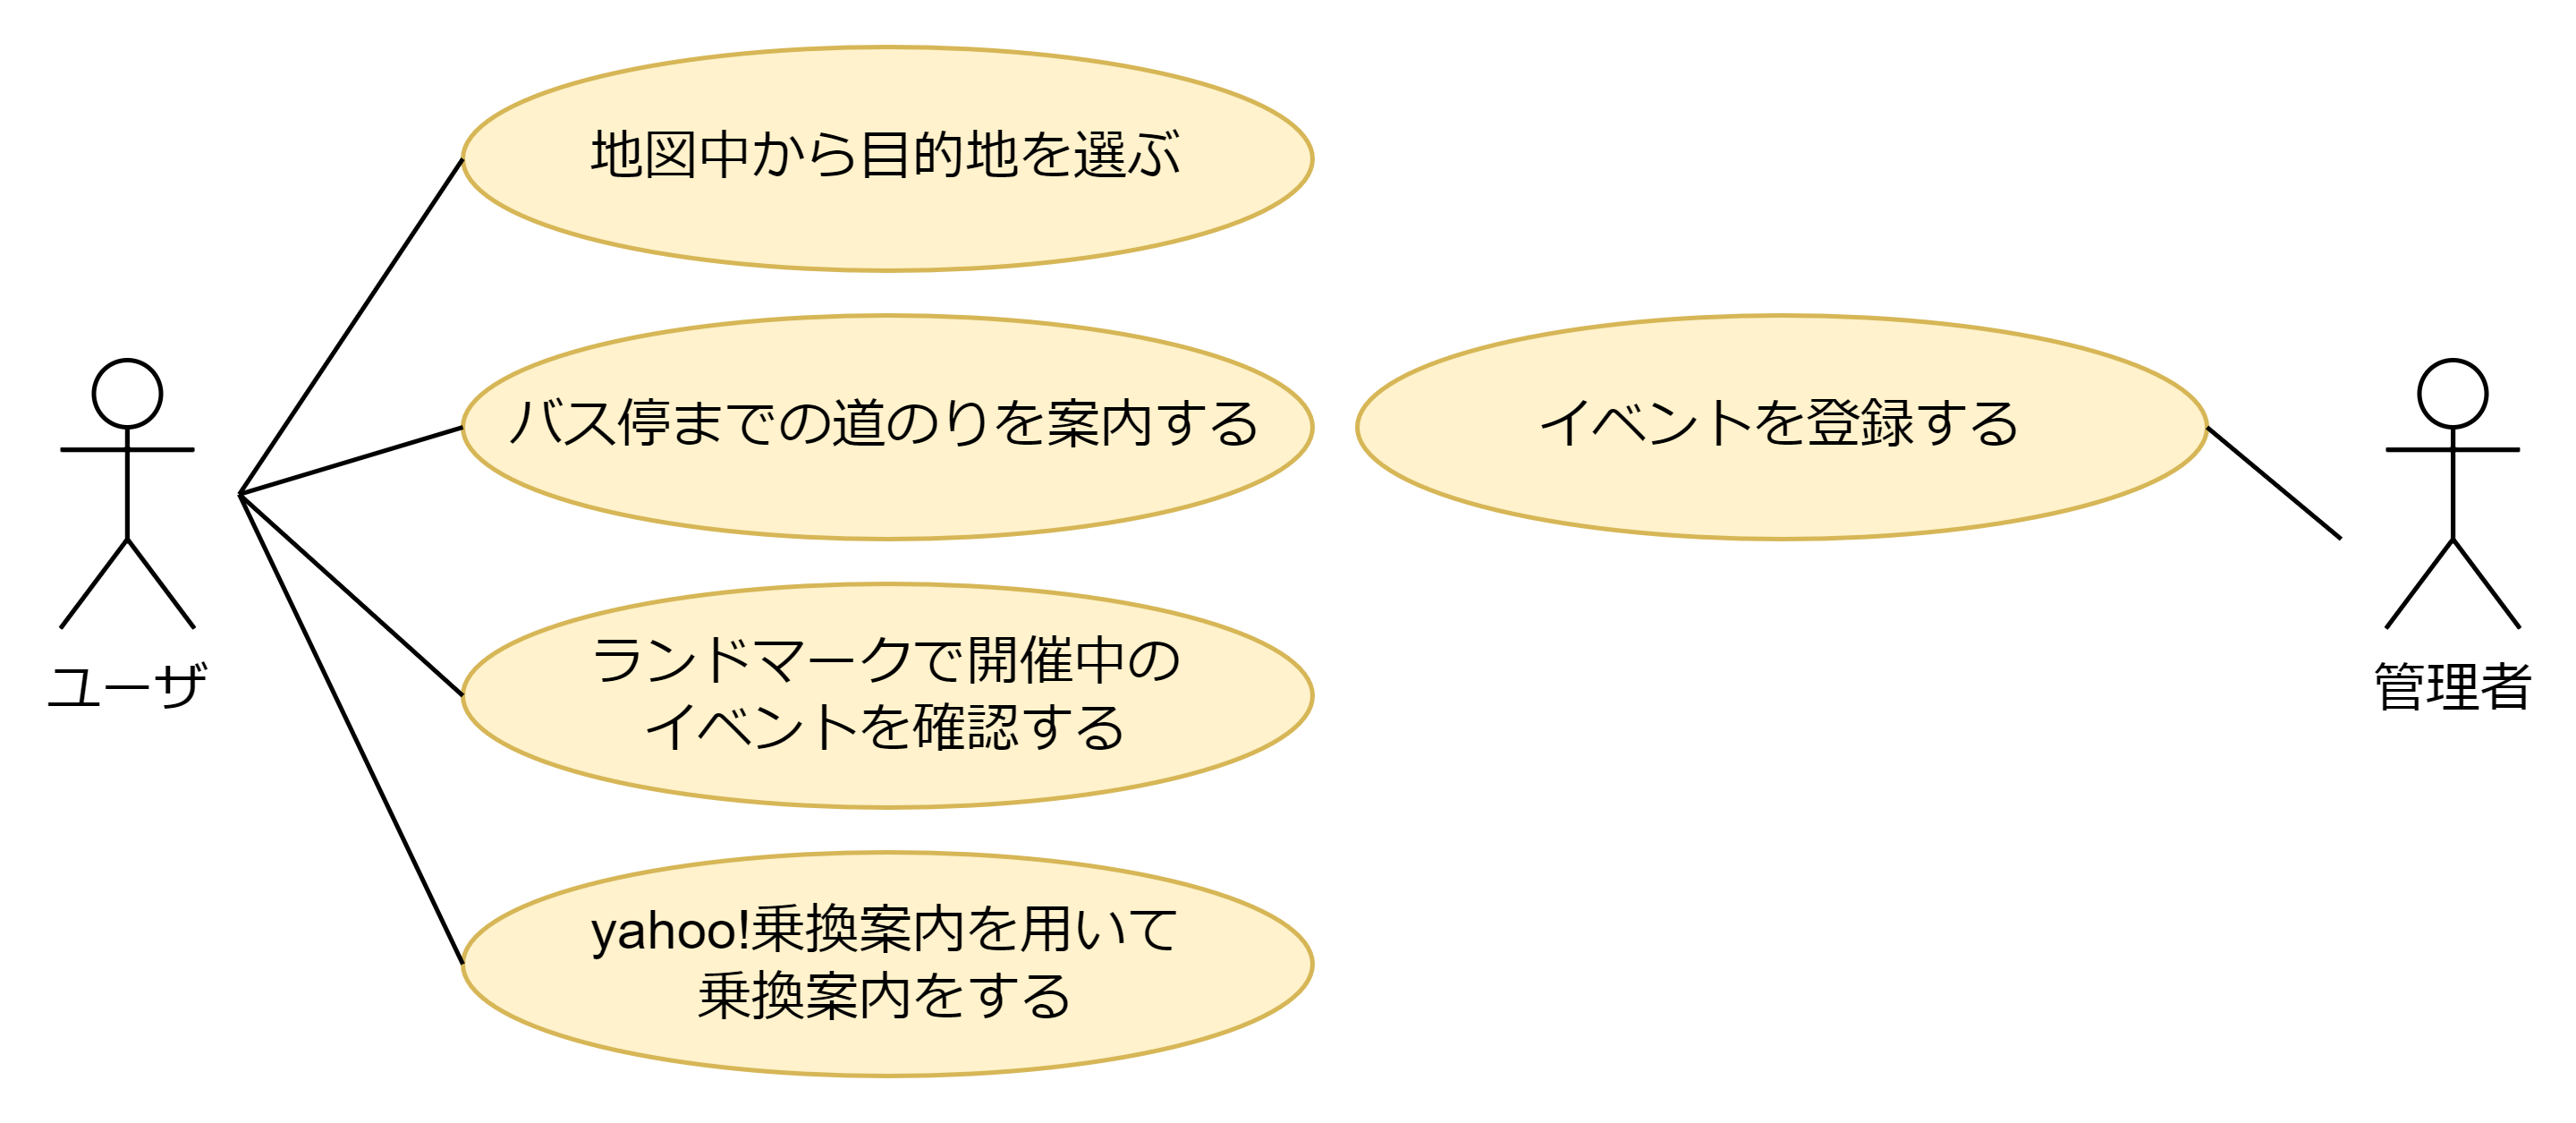 地図中から目的地を選ぶ
バス停までの道のりを案内する
イベントを登録する
ユーザ
ランドマークで開催中の
イベントを確認する
管理者
yahoo!乗換案内を用いて
乗換案内をする